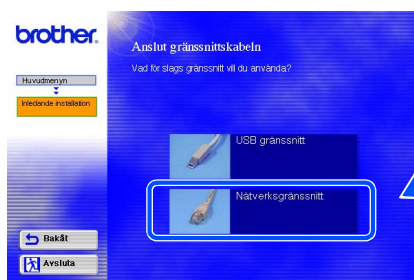 brother.
Anslut gränssnittskabeln
Vad för slags gränssnitt vill du använda?
Huvudmenyn
Inledande installation
USB gränssnitt
Nätverksgränssnitt
Bakåt
Avsluta